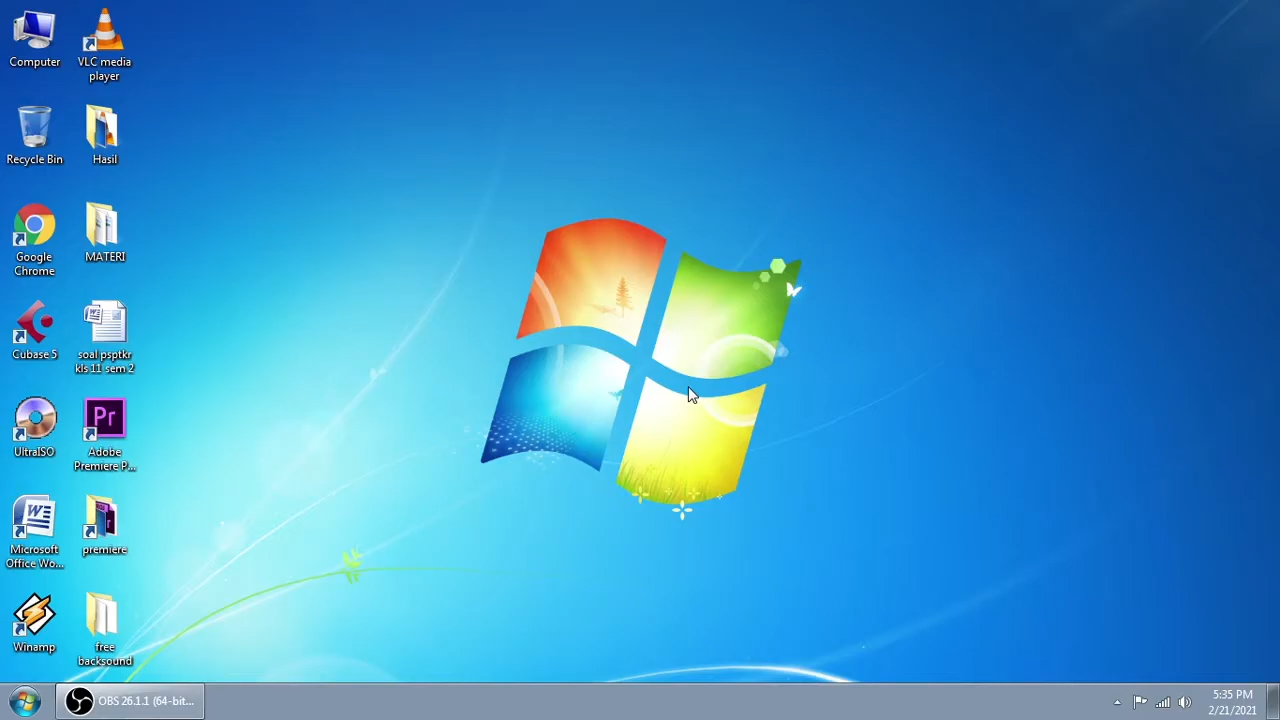 Computer
VLC media
player
Recycle Bin
Hasil
Google
Chrome
MATERI
Cubase 5
soal psptkr
kls 11 sem 2
UltraISO
Pr
Adobe
Premiere P...
W
Microsoft
Office Wo...
premiere
Winamp
free
backsound
OBS 26.1.1 (64-bit...
5:35 PM
2/21/2021